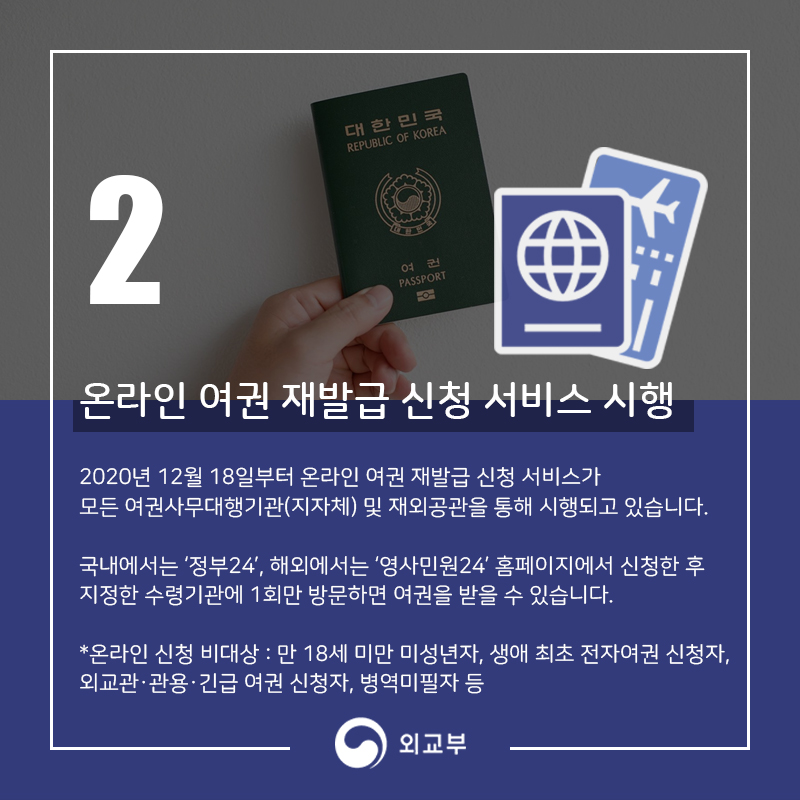 대한민국
REPUBLIC OF KOREA
대한민국
여권
PASSPORT
2
온라인 여권 재발급 신청 서비스 시행
2020년 12월 18일부터 온라인 여권 재발급 신청 서비스가
모든 여권사무대행기관(지자체) 및 재외공관을 통해 시행되고 있습니다.
국내에서는 ‘정부24’, 해외에서는 ‘영사민원24’ 홈페이지에서 신청한 후
지정한 수령기관에 1회만 방문하면 여권을 받을 수 있습니다.
*온라인 신청 비대상 : 만 18세 미만 미성년자, 생애 최초 전자여권 신청자,
외교관·관용·긴급 여권 신청자, 병역미필자 등
외교부